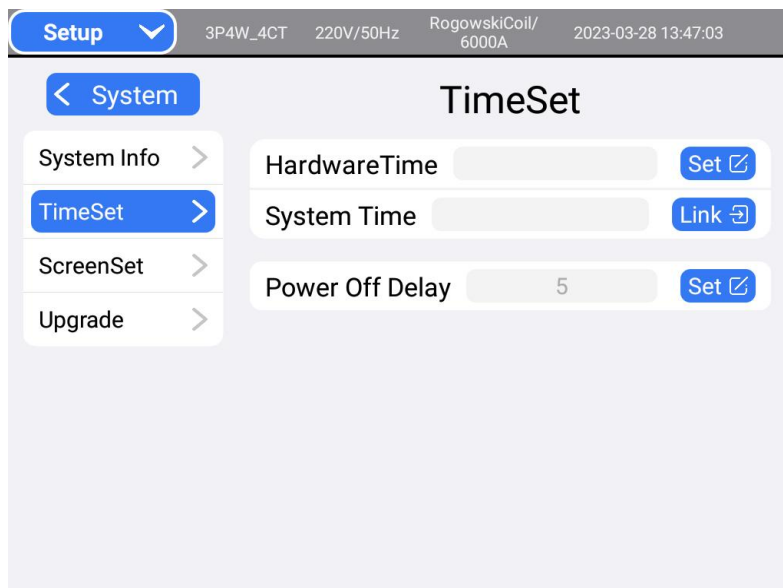 Setup 3P4W_4CT 220V/50Hz RogowskiCoil/
6000A 2023-03-28 13:47:03
System
TimeSet
System Info
TimeSet
ScreenSet
Upgrade
HardwareTime Set
System Time Link
Power Off Delay 5 Set